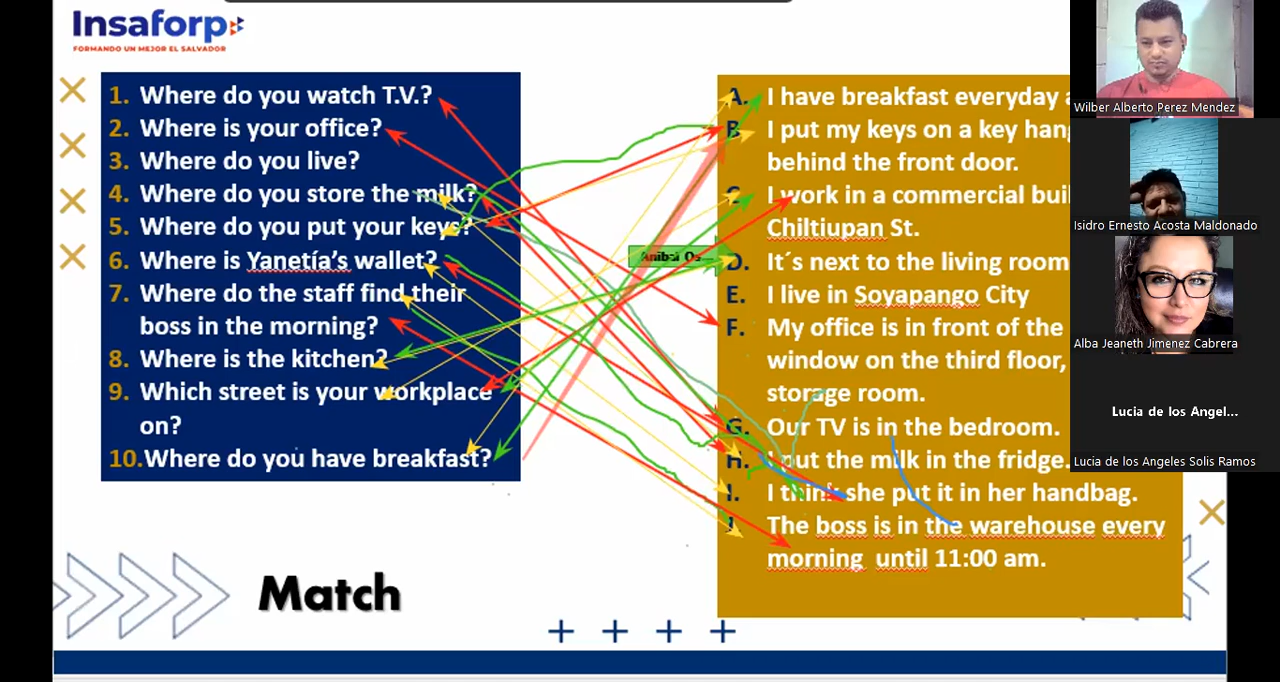 Insaforp
FORMANDO UN MEJOR EL SALVADOR
1. Where do you watch T.V.?
2. Where is your office?
3. Where do you live?
4. Where do you store the milk?
5. Where do you put your keys?
6. Where is Yanetía's wallet?
7. Where do the staff find their
boss in the morning?
8. Where is the kitchen?
9. Which street is your workplace
on?
10. Where do you have breakfast?
Match
A. I have breakfast everyday
B. I put my keys on a key
behind the front door.
C. I work in a commercial
Chiltiupan St.
D. It´s next to the living room
E. I live in Soyapango City
F. My office is in front of the
window on the third floor,
storage room.
G. Our TV is in the bedroom.
H. I put the milk in the fridge.
I. I think she put it in her handbag.
J. The boss is in the warehouse every
morning until 11:00 am.
Anibal Os...
Wilber Alberto Perez Mendez
Isidro Ernesto Acosta Maldonado
Alba Jeaneth Jimenez Cabrera
Lucia de los Angel...
Lucia de los Angeles Solis Ramos